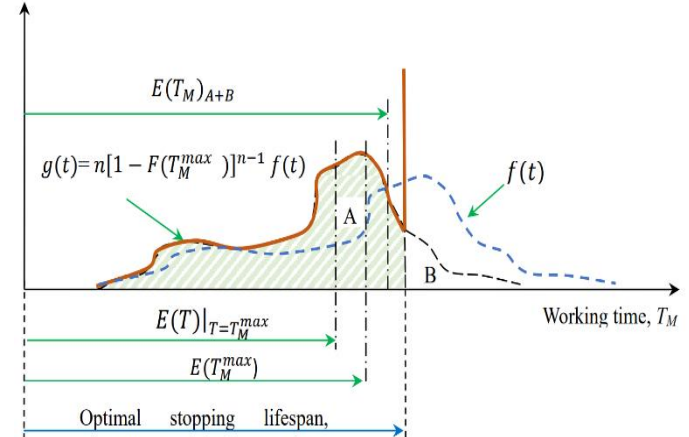 E(T_M)_{A+B}
g(t)= n[1 − F(T_M^{max} )]^{n−1} f(t)
f(t)
A
B
Working time, T_M
E(T)|_{T=T_M^{max}}
E(T_M^{max})
Optimal stopping lifespan,